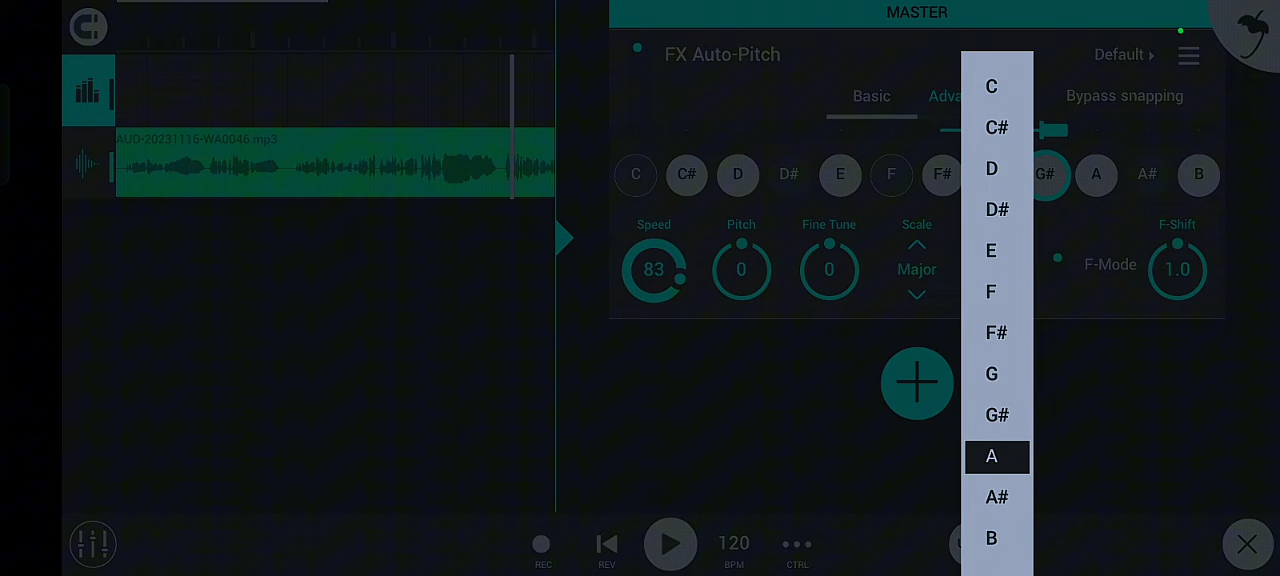 MASTER
FX Auto-Pitch
Default
Basic
Adva
Bypass snapping
AUD-20231116-WA0046.mp3
C C# D D# E F F# G# A A# B
Speed Pitch Fine Tune Scale F-Shift
83 0 0 Major F-Mode 1.0
C
C#
D
D#
E
F
F#
G
G#
A
A#
B
120
REC REV BPM CTRL